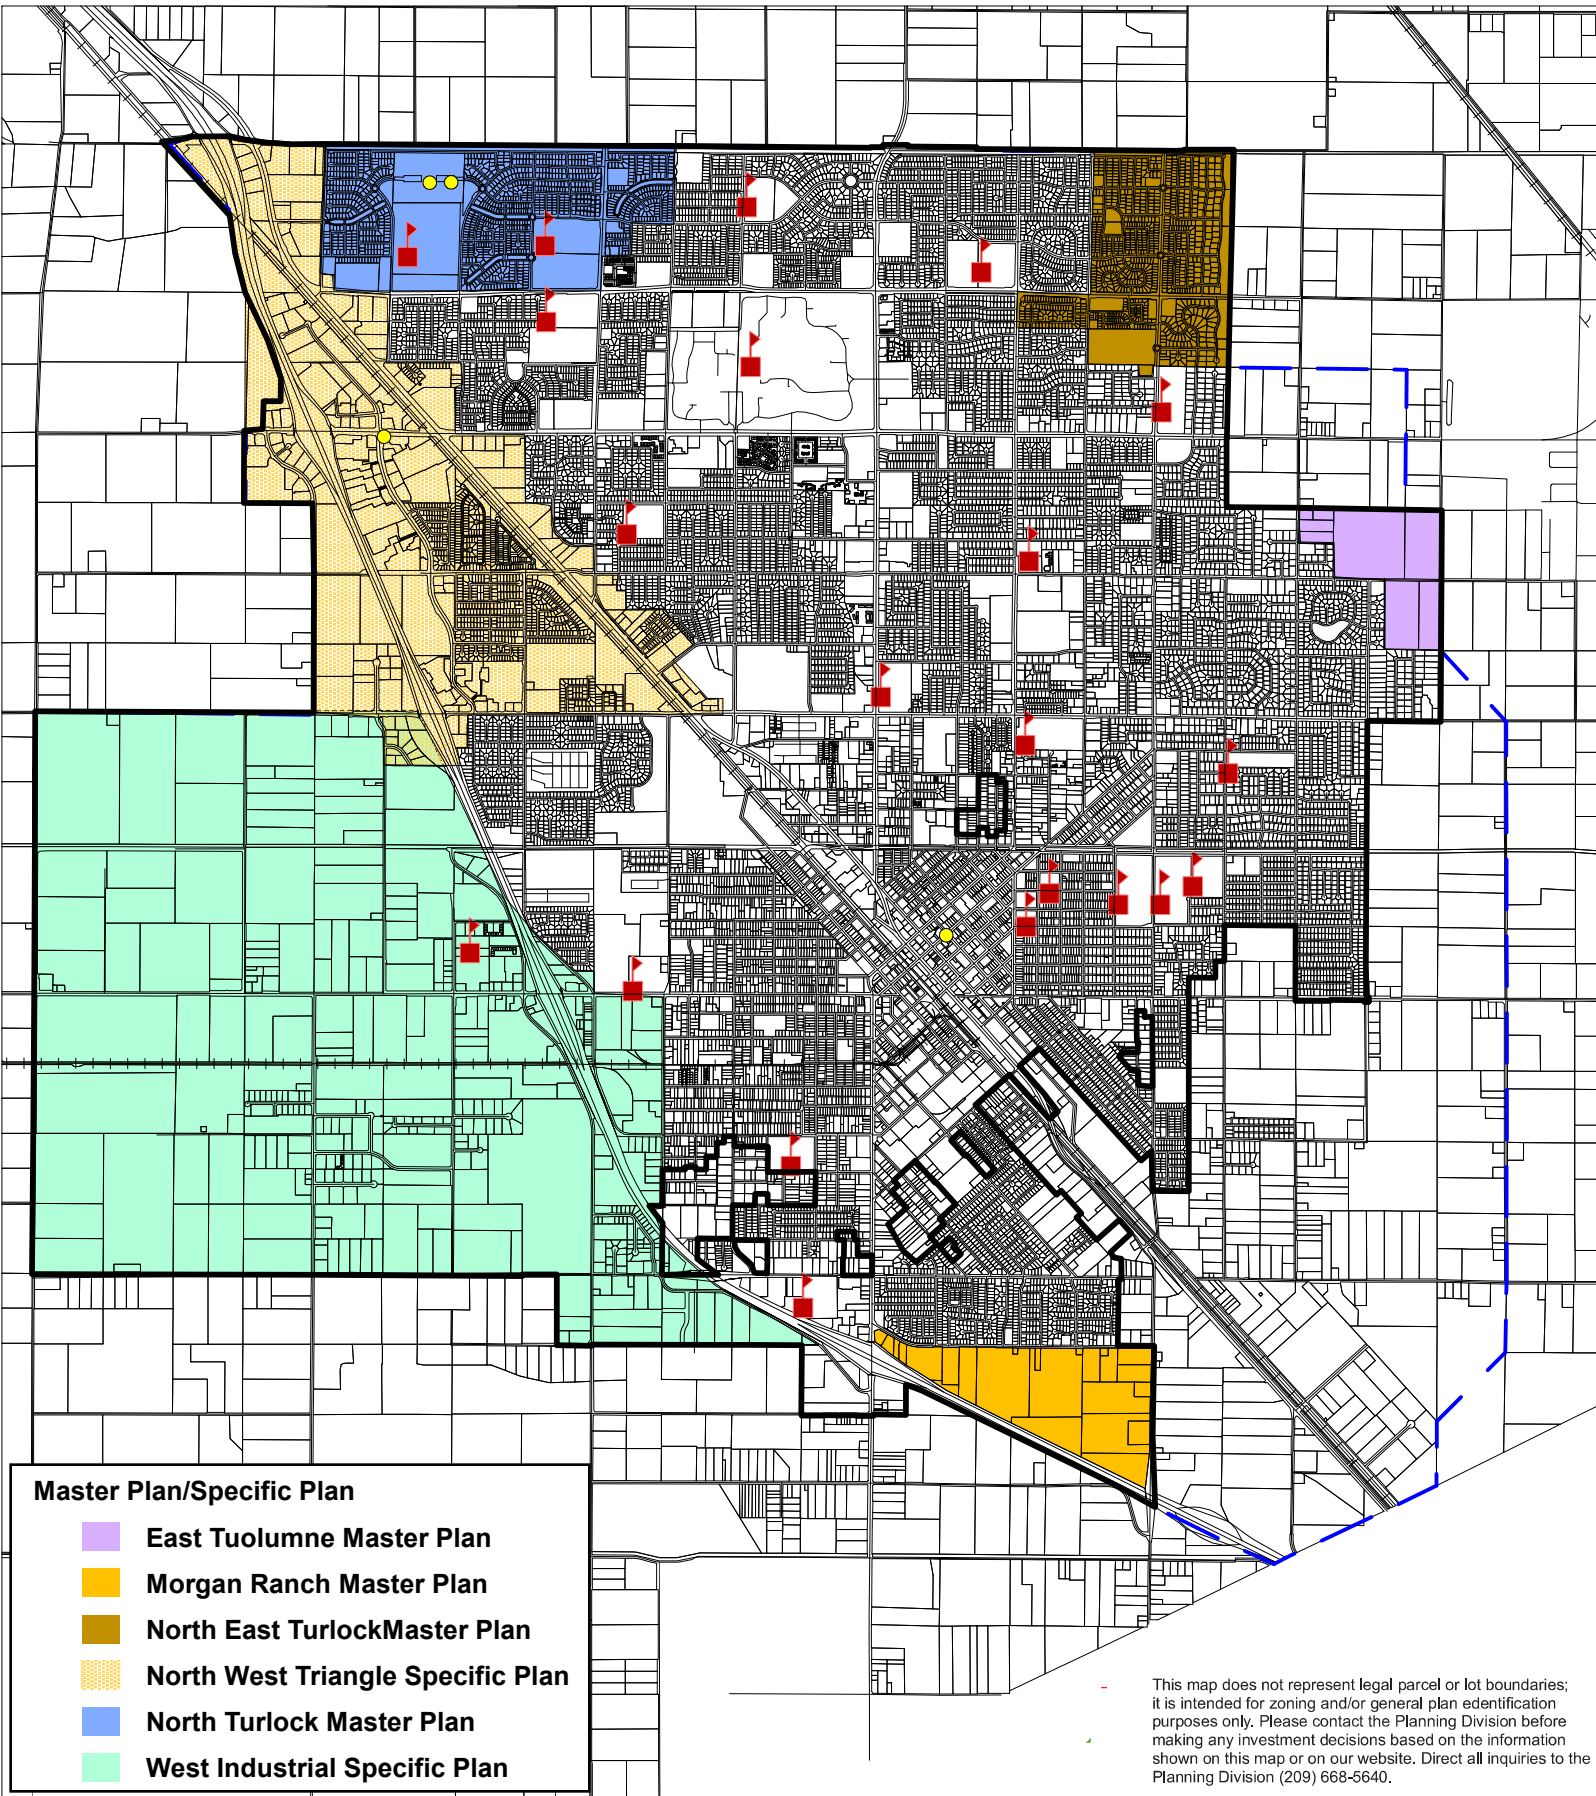 Master Plan/Specific Plan
East Tuolumne Master Plan
Morgan Ranch Master Plan
North East TurlockMaster Plan
North West Triangle Specific Plan
North Turlock Master Plan
West Industrial Specific Plan
This map does not represent legal parcel or lot boundaries;
it is intended for zoning and/or general plan edentification
purposes only. Please contact the Planning Division before
making any investment decisions based on the information
shown on this map or on our website. Direct all inquiries to the
Planning Division (209) 668-5640.